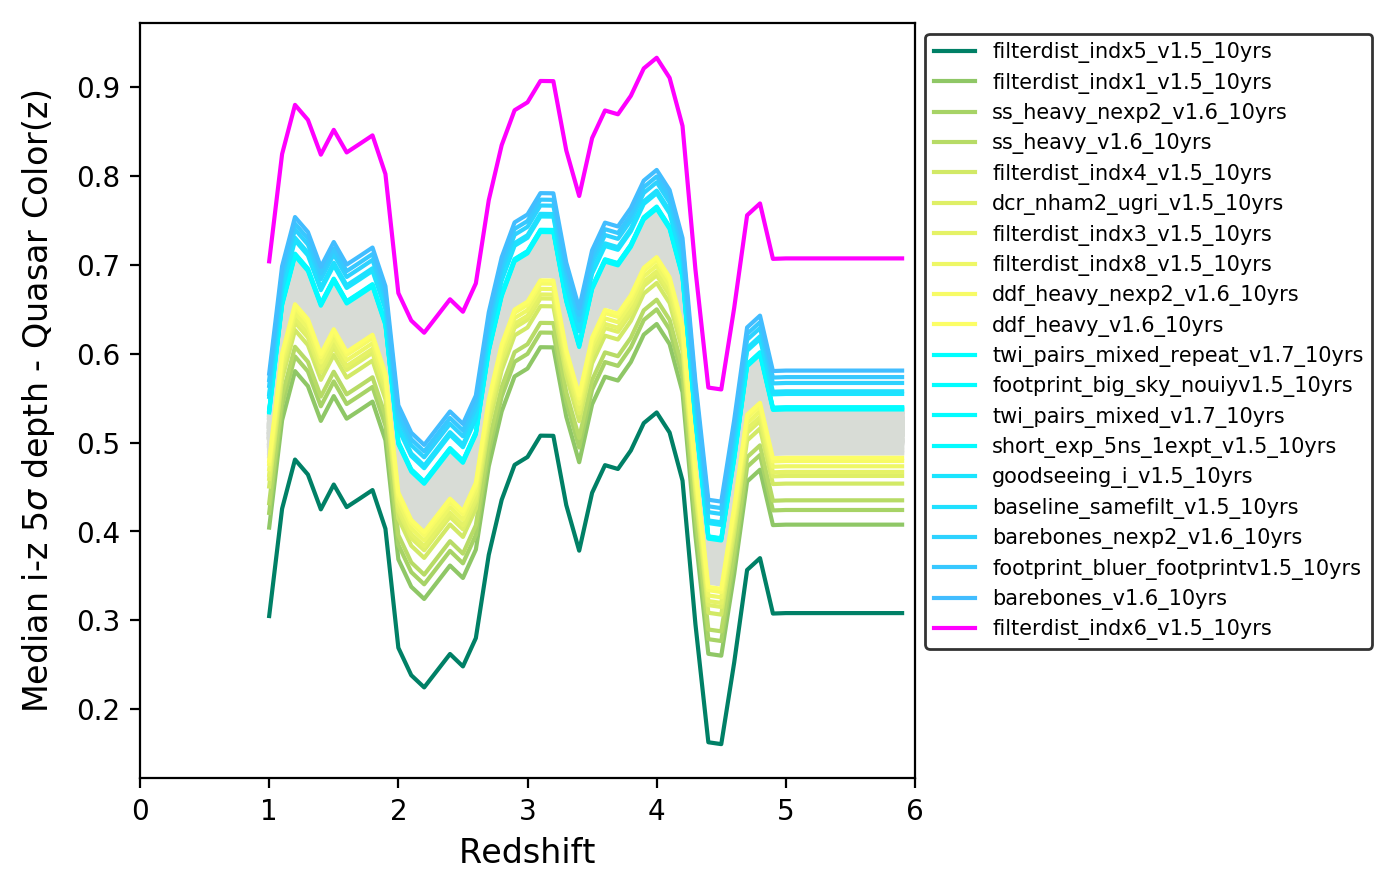 Median i-z 5σ depth - Quasar Color(z)
0.9
0.8
0.7
0.6
0.5
0.4
0.3
0.2
0 1 2 3 4 5 6
Redshift
filterdist_indx5_v1.5_10yrs
filterdist_indx1_v1.5_10yrs
ss_heavy_nexp2_v1.6_10yrs
ss_heavy_v1.6_10yrs
filterdist_indx4_v1.5_10yrs
dcr_nham2_ugri_v1.5_10yrs
filterdist_indx3_v1.5_10yrs
filterdist_indx8_v1.5_10yrs
ddf_heavy_nexp2_v1.6_10yrs
ddf_heavy_v1.6_10yrs
twi_pairs_mixed_repeat_v1.7_10yrs
footprint_big_sky_nouiyv1.5_10yrs
twi_pairs_mixed_v1.7_10yrs
short_exp_5ns_1expt_v1.5_10yrs
goodseeing_i_v1.5_10yrs
baseline_samefilt_v1.5_10yrs
barebones_nexp2_v1.6_10yrs
footprint_bluer_footprintv1.5_10yrs
barebones_v1.6_10yrs
filterdist_indx6_v1.5_10yrs